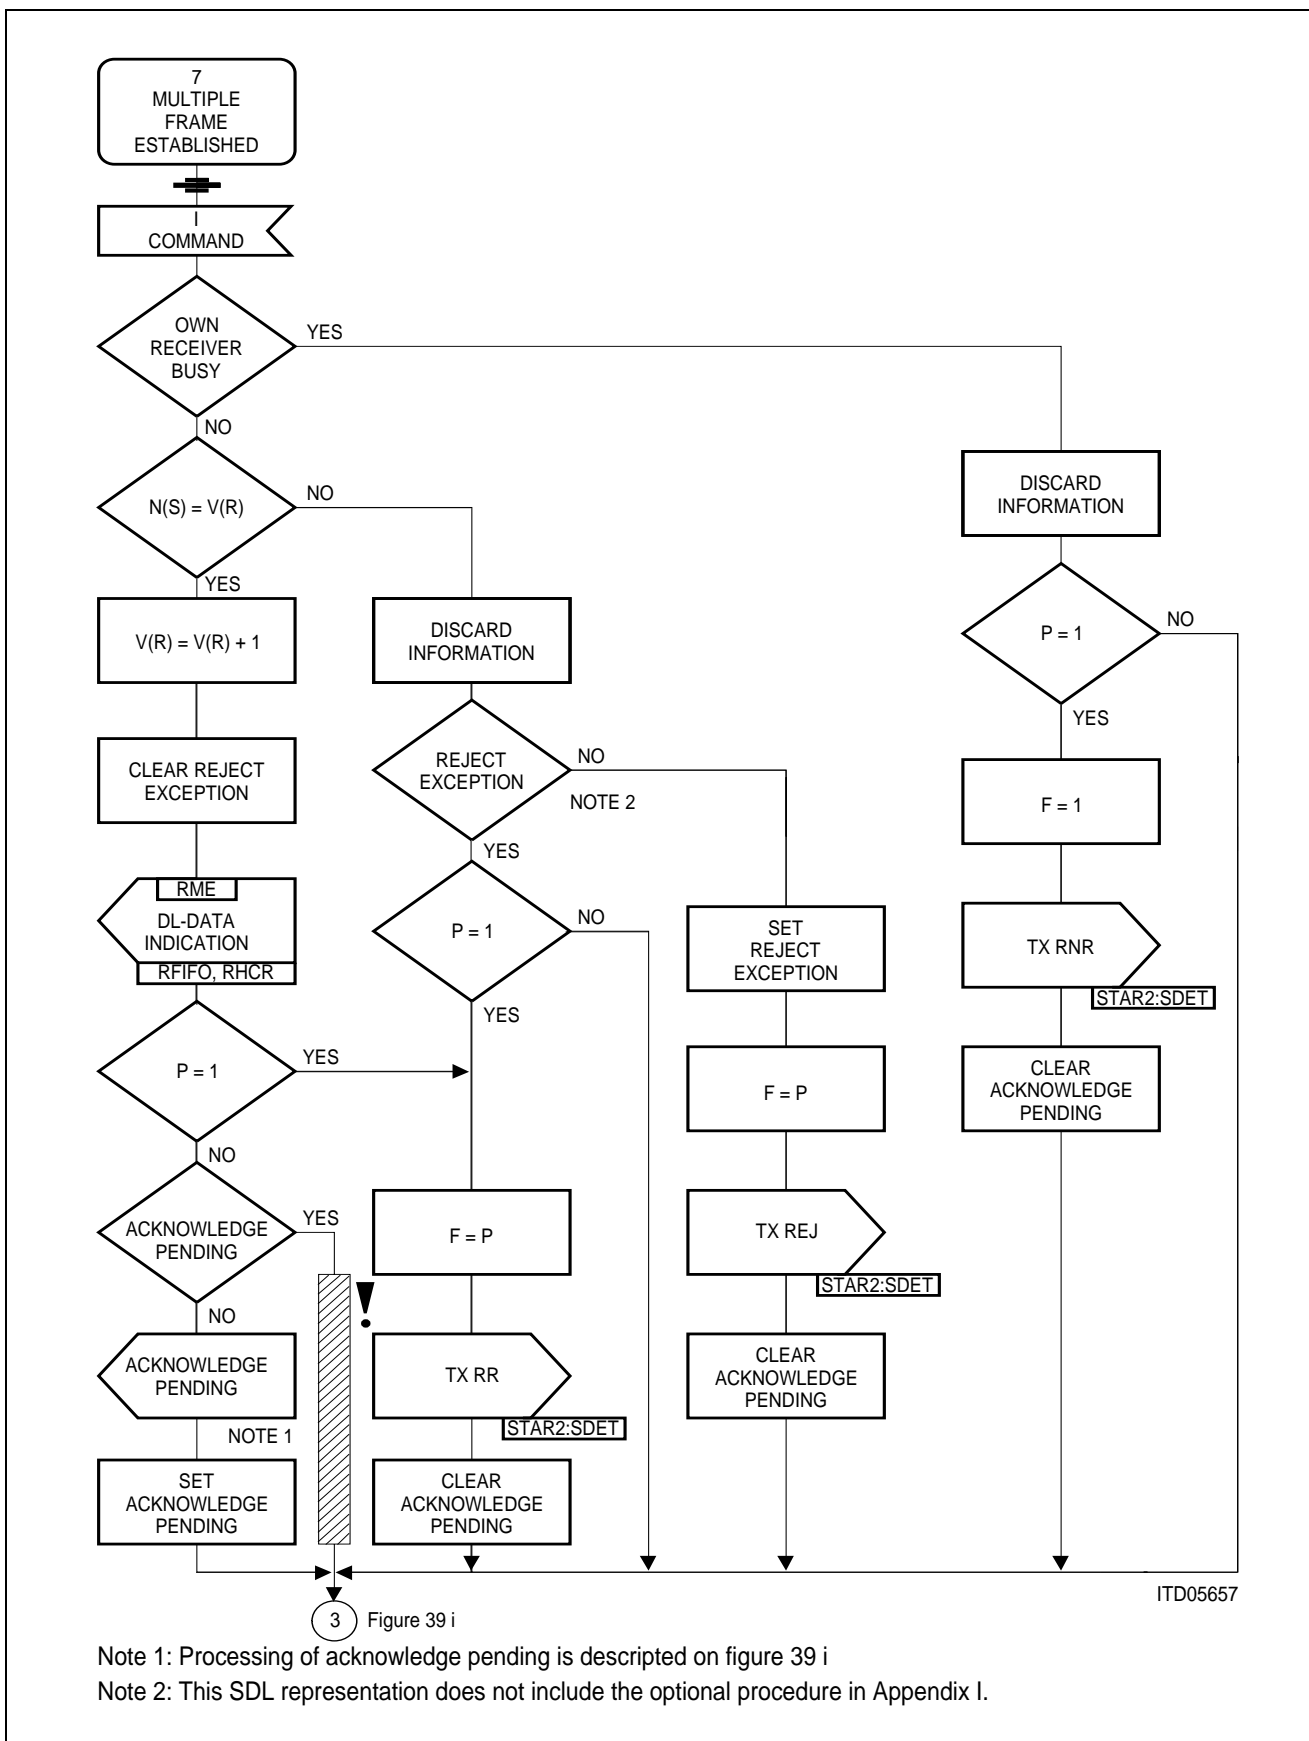 7
MULTIPLE
FRAME
ESTABLISHED
I
COMMAND
OWN
RECEIVER
BUSY
YES
NO
N(S) = V(R)
NO
YES
DISCARD
INFORMATION
P = 1
NO
YES
V(R) = V(R) + 1
DISCARD
INFORMATION
CLEAR REJECT
EXCEPTION
REJECT
EXCEPTION
NO
NOTE 2
YES
F = 1
RME
DL-DATA
INDICATION
RFIFO, RHCR
P = 1
NO
YES
SET
REJECT
EXCEPTION
TX RNR
STAR2:SDET
P = 1
YES
NO
F = P
CLEAR
ACKNOWLEDGE
PENDING
ACKNOWLEDGE
PENDING
YES
NO
!
F = P
TX REJ
STAR2:SDET
ACKNOWLEDGE
PENDING
NOTE 1
TX RR
STAR2:SDET
CLEAR
ACKNOWLEDGE
PENDING
SET
ACKNOWLEDGE
PENDING
CLEAR
ACKNOWLEDGE
PENDING
ITD05657
3 Figure 39 i
Note 1: Processing of acknowledge pending is descripted on figure 39 i
Note 2: This SDL representation does not include the optional procedure in Appendix I.